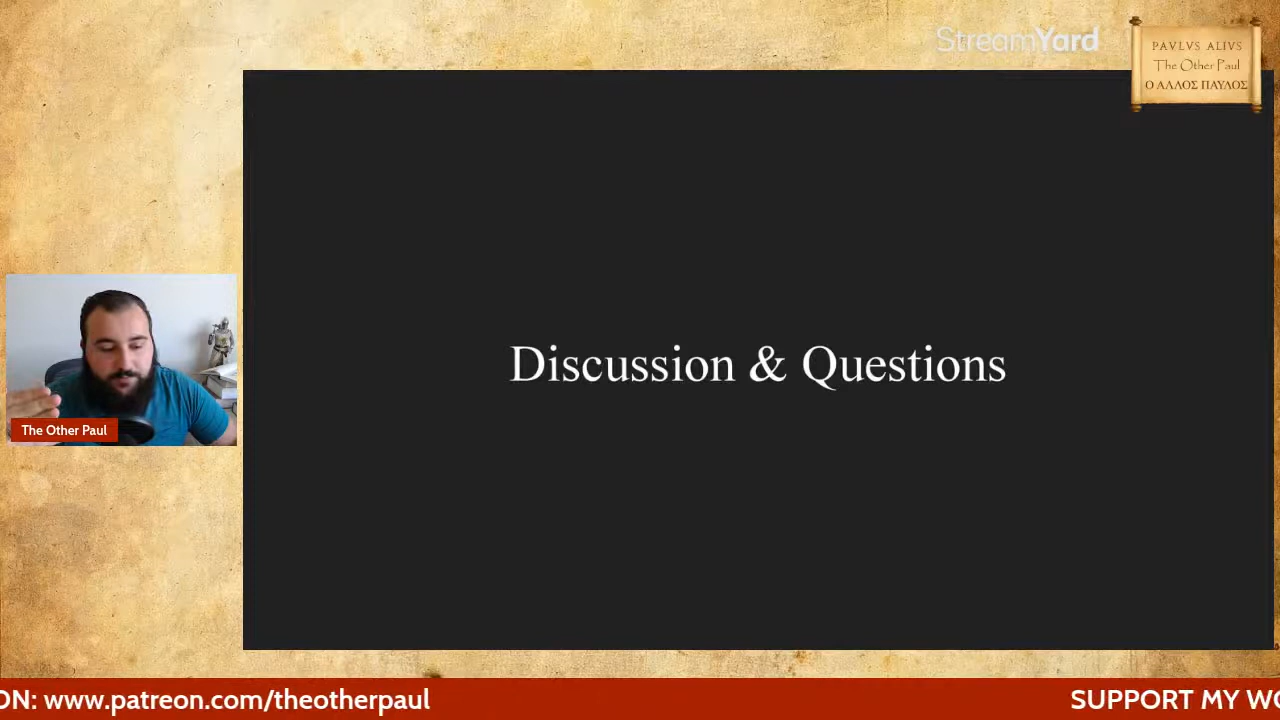 StreamYard
PAVLVS ALIVS
The Other Paul
Ο ΑΛΛΟΣ ΠΑΥΛΟΣ
Discussion & Questions
The Other Paul
ON: www.patreon.com/theotherpaul
SUPPORT MY WO